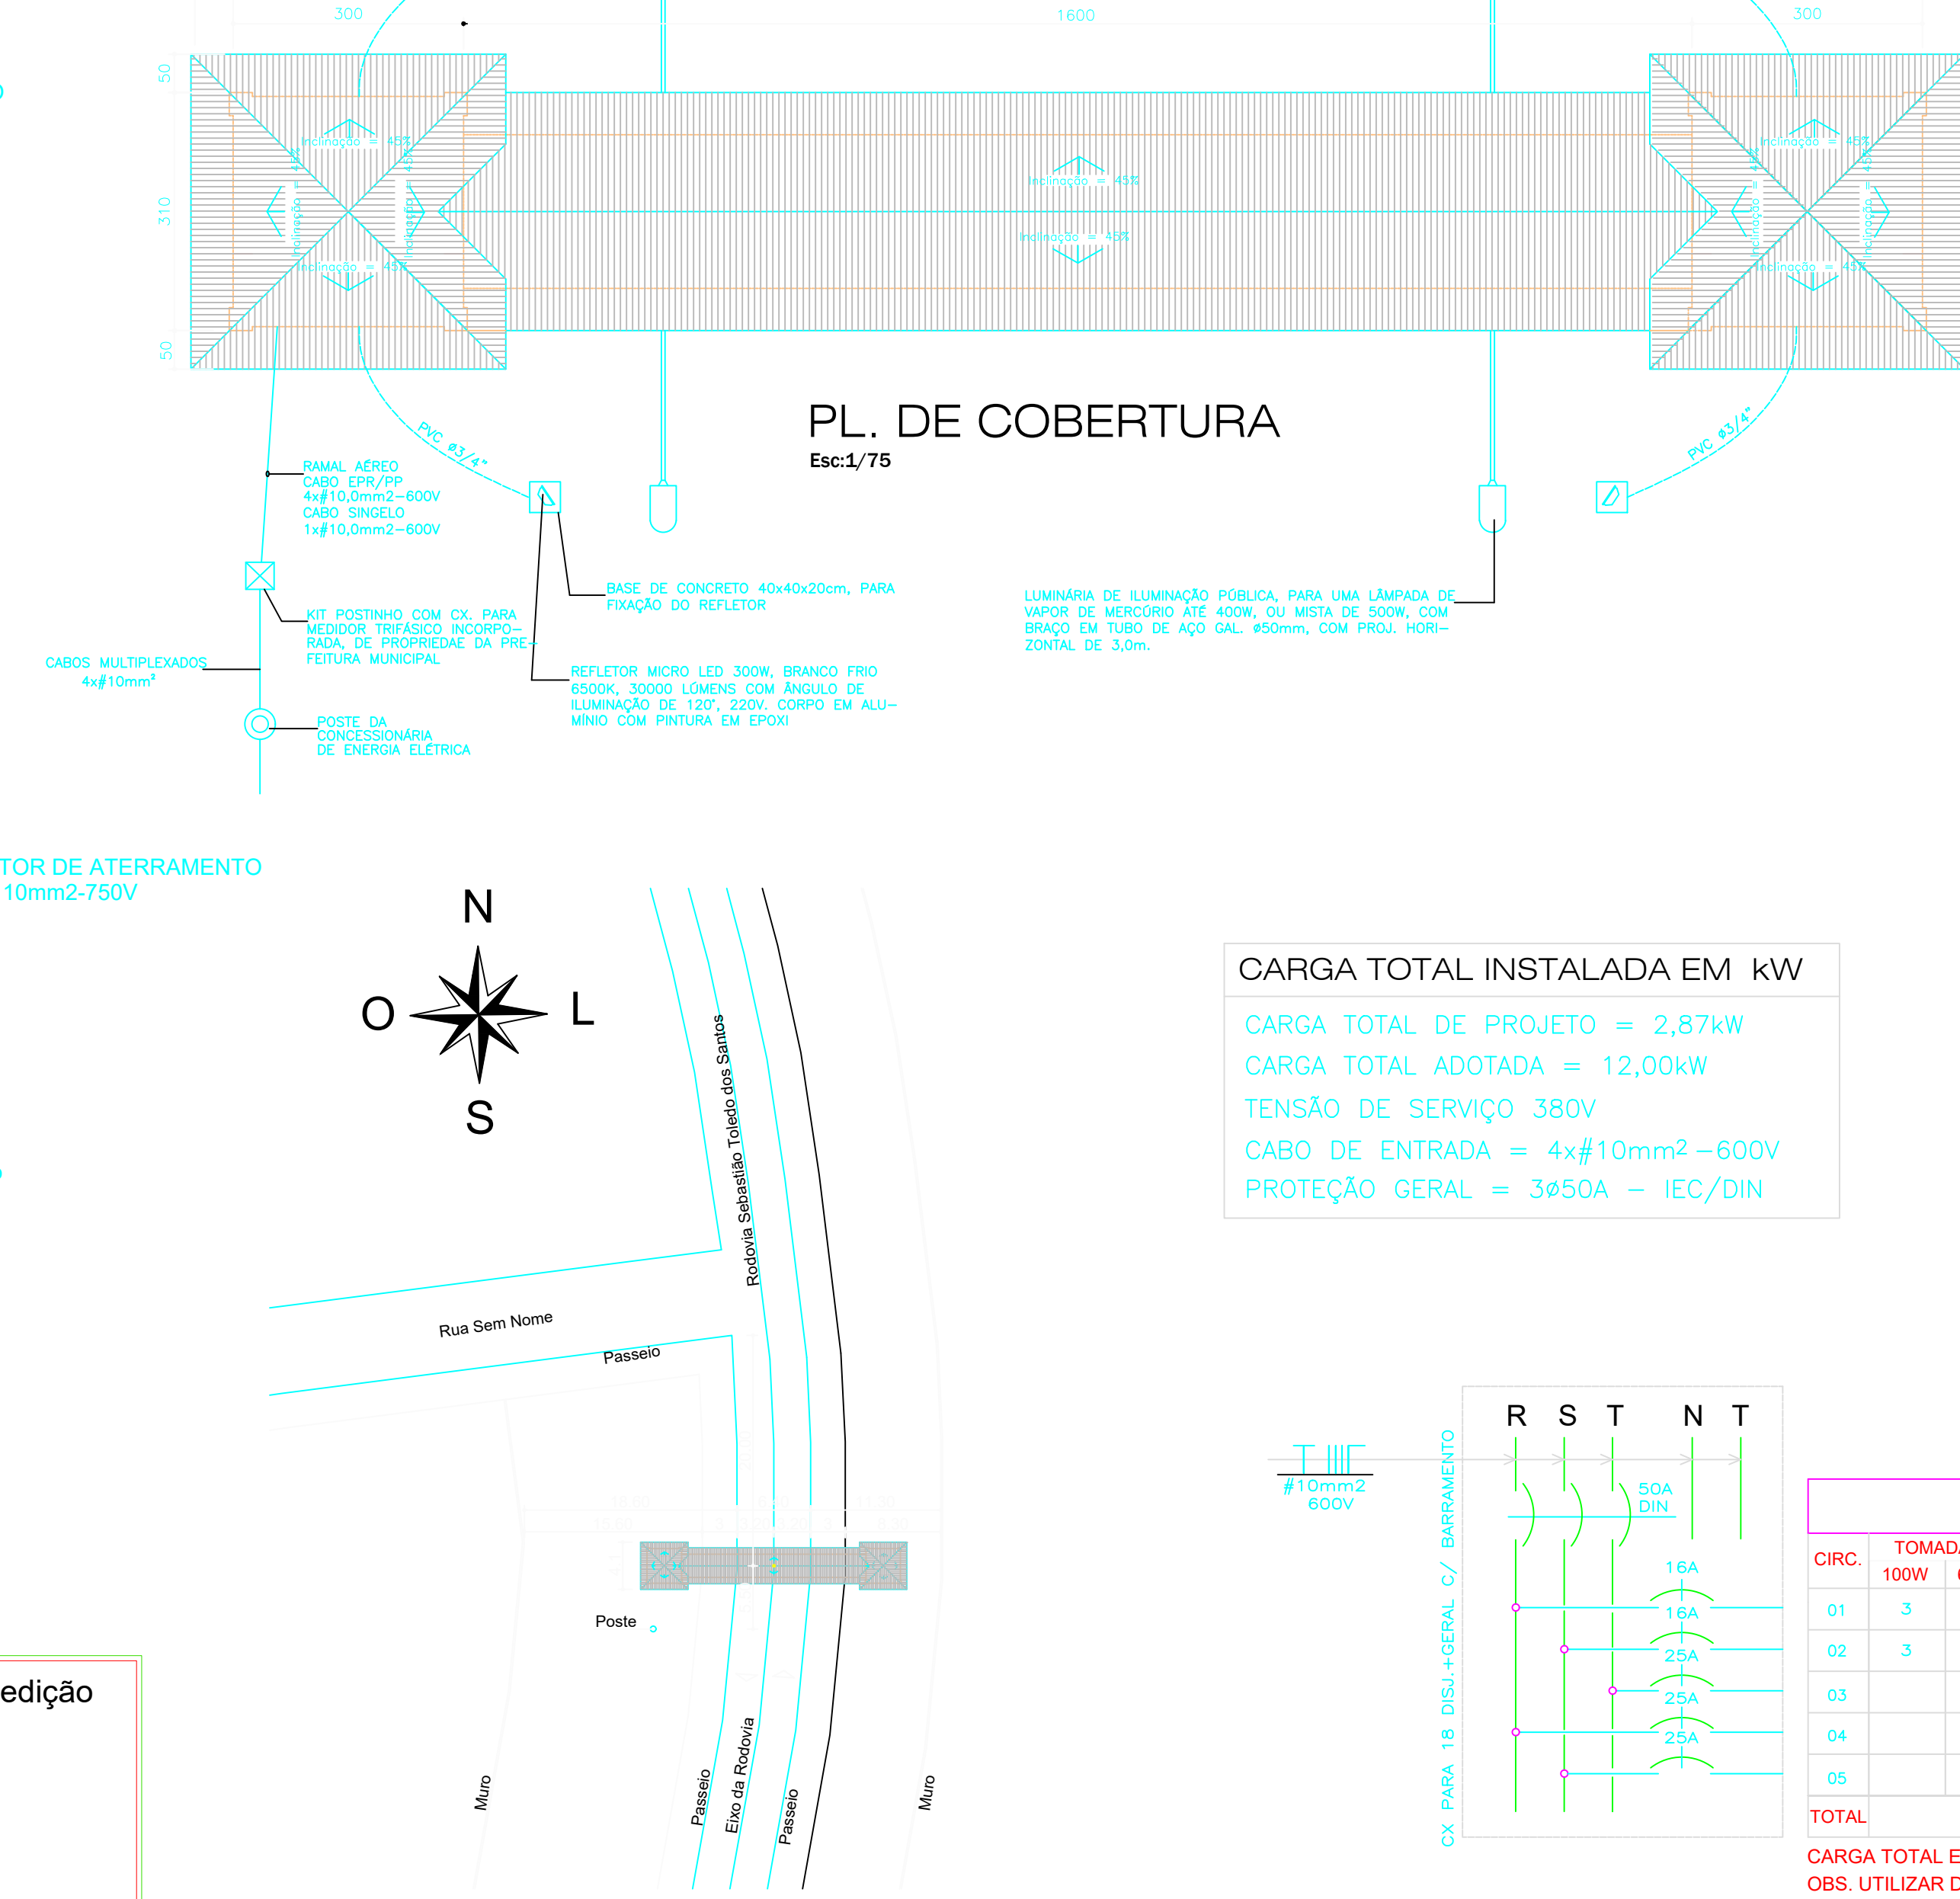 300
1600
300
50
310
50
Inclinação = 45%
Inclinação = 45%
Inclinação = 45%
Inclinação = 45%
Inclinação = 45%
Inclinação = 45%
Inclinação = 45%
Inclinação = 45%
Inclinação = 45%
Inclinação = 45%
PL. DE COBERTURA
Esc:1/75
PVC ø3/4"
PVC ø3/4"
RAMAL AÉREO
CABO EPR/PP
4x#10,0mm2-600V
CABO SINGELO
1x#10,0mm2-600V
BASE DE CONCRETO 40x40x20cm, PARA
FIXAÇÃO DO REFLETOR
LUMINÁRIA DE ILUMINAÇÃO PÚBLICA, PARA UMA LÂMPADA DE
VAPOR DE MERCÚRIO ATÉ 400W, OU MISTA DE 500W, COM
BRAÇO EM TUBO DE AÇO GAL. ø50mm, COM PROJ. HORI-
ZONTAL DE 3,0m.
KIT POSTINHO COM CX. PARA
MEDIDOR TRIFÁSICO INCORPO-
RADA, DE PROPRIEDAE DA PRE-
FEITURA MUNICIPAL
CABOS MULTIPLEXADOS
4x#10mm²
REFLETOR MICRO LED 300W, BRANCO FRIO
6500K, 30000 LÚMENS COM ÂNGULO DE
ILUMINAÇÃO DE 120°, 220V. CORPO EM ALU-
MÍNIO COM PINTURA EM EPOXI
POSTE DA
CONCESSIONÁRIA
DE ENERGIA ELÉTRICA
TOR DE ATERRAMENTO
10mm2-750V
N
O
L
S
CARGA TOTAL INSTALADA EM kW
CARGA TOTAL DE PROJETO = 2,87kW
CARGA TOTAL ADOTADA = 12,00kW
TENSÃO DE SERVIÇO 380V
CABO DE ENTRADA = 4x#10mm²-600V
PROTEÇÃO GERAL = 3ø50A - IEC/DIN
Rodovia Sebastião Toledo dos Santos
Rua Sem Nome
Passeio
Poste
Muro
Passeio
Eixo da Rodovia
Passeio
Muro
edição
R S T N T
#10mm2
600V
CX PARA 18 DISJ.+GERAL C/ BARRAMENTO
50A
DIN
16A
16A
25A
25A
25A
CIRC.
TOMADA
100W
01 3
02 3
03
04
05
TOTAL
CARGA TOTAL E
OBS. UTILIZAR D